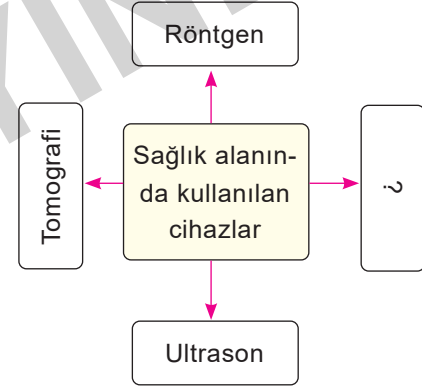 Röntgen
Tomografi
Sağlık alanın-
da kullanılan
cihazlar
?
Ultrason